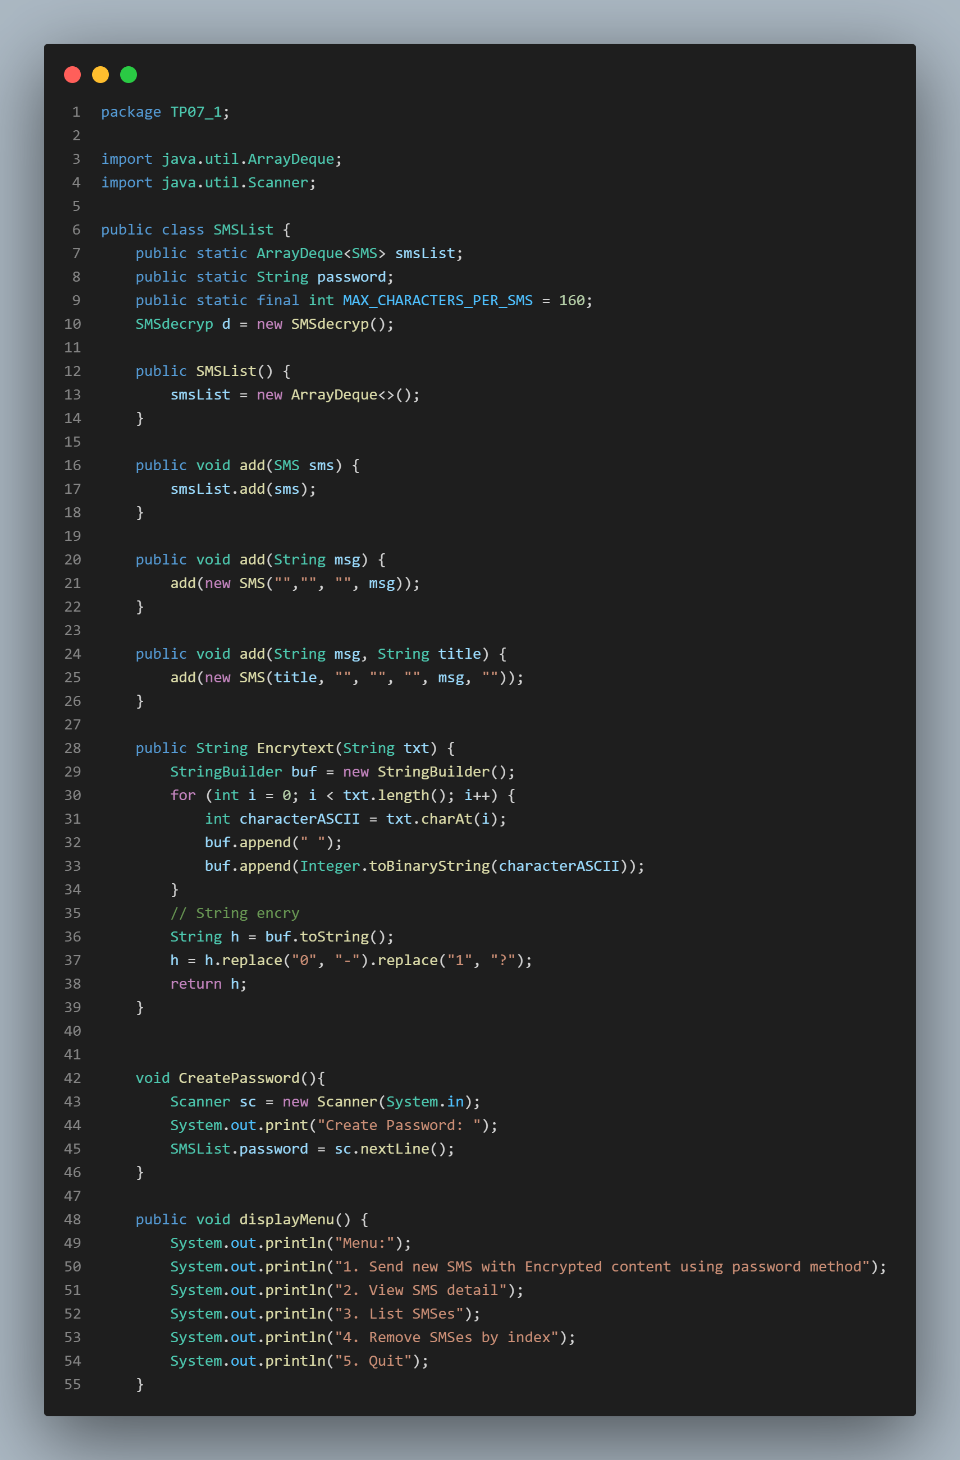 1 package TP07_1;
2
3 import java.util.ArrayDeque;
4 import java.util.Scanner;
5
6 public class SMSList {
7     public static ArrayDeque<SMS> smsList;
8     public static String password;
9     public static final int MAX_CHARACTERS_PER_SMS = 160;
10     SMSdecryp d = new SMSdecryp();
11
12     public SMSList() {
13         smsList = new ArrayDeque<>();
14     }
15
16     public void add(SMS sms) {
17         smsList.add(sms);
18     }
19
20     public void add(String msg) {
21         add(new SMS("","", "", msg));
22     }
23
24     public void add(String msg, String title) {
25         add(new SMS(title, "", "", "", msg, ""));
26     }
27
28     public String Encrytext(String txt) {
29         StringBuilder buf = new StringBuilder();
30         for (int i = 0; i < txt.length(); i++) {
31             int characterASCII = txt.charAt(i);
32             buf.append(" ");
33             buf.append(Integer.toBinaryString(characterASCII));
34         }
35         // String encry
36         String h = buf.toString();
37         h = h.replace("0", "-").replace("1", "?");
38         return h;
39     }
40
41
42     void CreatePassword(){
43         Scanner sc = new Scanner(System.in);
44         System.out.print("Create Password: ");
45         SMSList.password = sc.nextLine();
46     }
47
48     public void displayMenu() {
49         System.out.println("Menu:");
50         System.out.println("1. Send new SMS with Encrypted content using password method");
51         System.out.println("2. View SMS detail");
52         System.out.println("3. List SMSes");
53         System.out.println("4. Remove SMSes by index");
54         System.out.println("5. Quit");
55     }